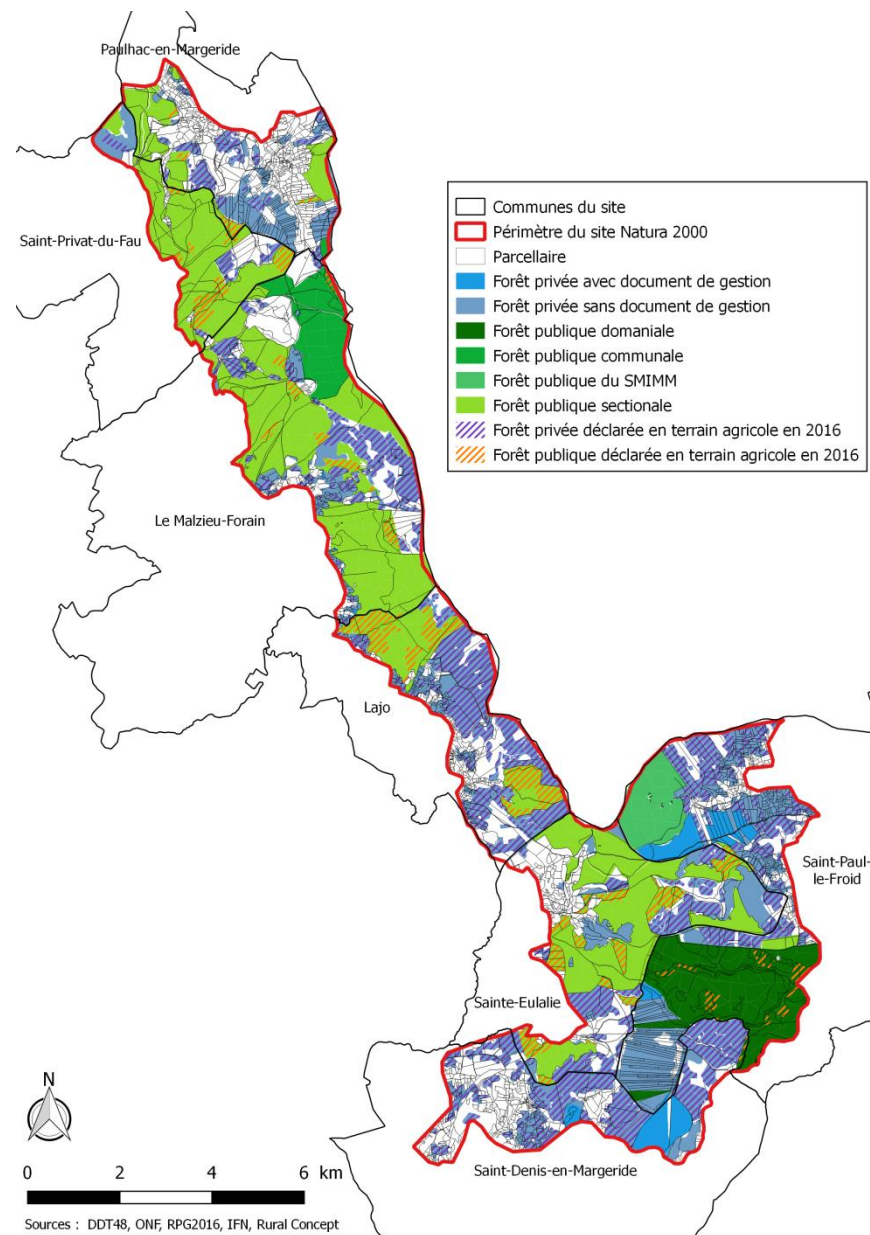 Paulhac-en-Margeride
Saint-Privat-du-Fau
Communes du site
Périmètre du site Natura 2000
Parcellaire
Forêt privée avec document de gestion
Forêt privée sans document de gestion
Forêt publique domaniale
Forêt publique communale
Forêt publique du SMIMM
Forêt publique sectionale
Forêt privée déclarée en terrain agricole en 2016
Forêt publique déclarée en terrain agricole en 2016
Le Malzieu-Forain
Lajo
Saint-Paul-
le-Froid
Sainte-Eulalie
Saint-Denis-en-Margeride
N
0 2 4 6 km
Sources : DDT48, ONF, RPG2016, IFN, Rural Concept